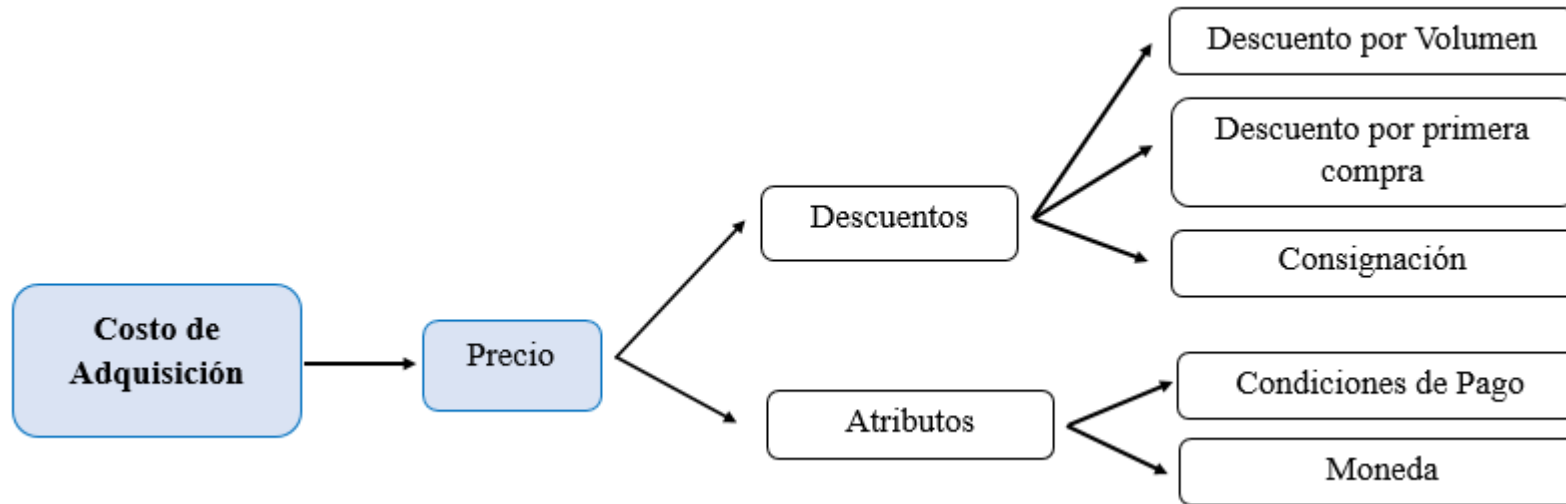 Costo de
Adquisición
Precio
Descuentos
Descuento por Volumen
Descuento por primera
compra
Consignación
Atributos
Condiciones de Pago
Moneda